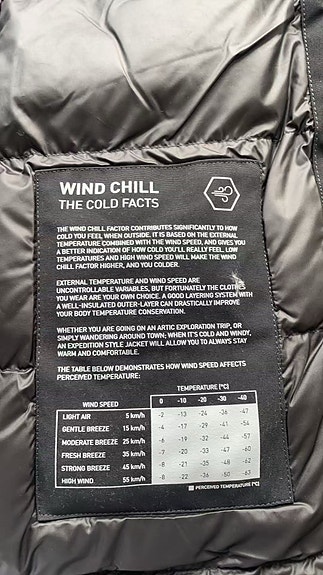 WIND CHILL
THE COLD FACTS
THE WIND CHILL FACTOR CONTRIBUTES SIGNIFICANTLY TO HOW
COLD YOU FEEL WHEN OUTSIDE. IT IS BASED ON THE EXTERNAL
TEMPERATURE COMBINED WITH THE WIND SPEED, AND GIVES YOU
A BETTER INDICATION OF HOW COLD YOU'LL REALLY FEEL. LOW
TEMPERATURES AND HIGH WIND SPEED WILL MAKE THE WIND
CHILL FACTOR HIGHER, AND YOU COLDER.
EXTERNAL TEMPERATURE AND WIND SPEED ARE
UNCONTROLLABLE VARIABLES, BUT FORTUNATELY THE CLOTHES
YOU WEAR ARE YOUR OWN CHOICE. A GOOD LAYERING SYSTEM WITH
A WELL-INSULATED OUTER-LAYER CAN DRASTICALLY IMPROVE
YOUR BODY TEMPERATURE CONSERVATION.
WHETHER YOU ARE GOING ON AN ARTIC EXPLORATION TRIP, OR
SIMPLY WANDERING AROUND TOWN; WHEN IT'S COLD AND WINDY,
AN EXPEDITION STYLE JACKET WILL ALLOW YOU TO ALWAYS STAY
WARM AND COMFORTABLE.
THE TABLE BELOW DEMONSTRATES HOW WIND SPEED AFFECTS
PERCEIVED TEMPERATURE:
TEMPERATURE (°C)
WIND SPEED 0 -10 -20 -30 -40
LIGHT AIR 5 km/h -2 -13 -24 -36 -47
GENTLE BREEZE 15 km/h -4 -17 -29 -41 -54
MODERATE BREEZE 25 km/h -6 -19 -32 -44 -57
FRESH BREEZE 35 km/h -7 -20 -33 -47 -60
STRONG BREEZE 45 km/h -8 -21 -35 -48 -62
HIGH WIND 55 km/h -8 -22 -36 -50 -63
PERCEIVED TEMPERATURE (°C)